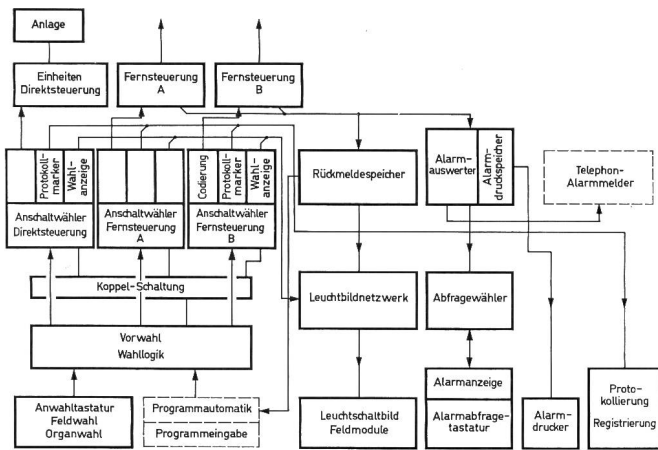 Anlage
Einheiten
Direktsteuerung
Fernsteuerung
A
Fernsteuerung
B
Protokoll-
marker
Wahl-
anzeige
Anschaltwähler
Direktsteuerung
Anschaltwähler
Fernsteuerung
A
Codierung
Protokoll-
marker
Wahl-
anzeige
Anschaltwähler
Fernsteuerung
B
Rückmeldespeicher
Alarm-
auswerter
Alarm-
druckspeicher
Telephon-
Alarmmelder
Koppel-Schaltung
Leuchtbildnetzwerk
Abfragewähler
Vorwahl
Wahllogik
Anwahltastatur
Feldwahl
Organwahl
Programmautomatik
Programmeingabe
Leuchtschaltbild
Feldmodule
Alarmanzeige
Alarmabfrage-
tastatur
Alarm-
drucker
Proto-
kollierung
Registrierung